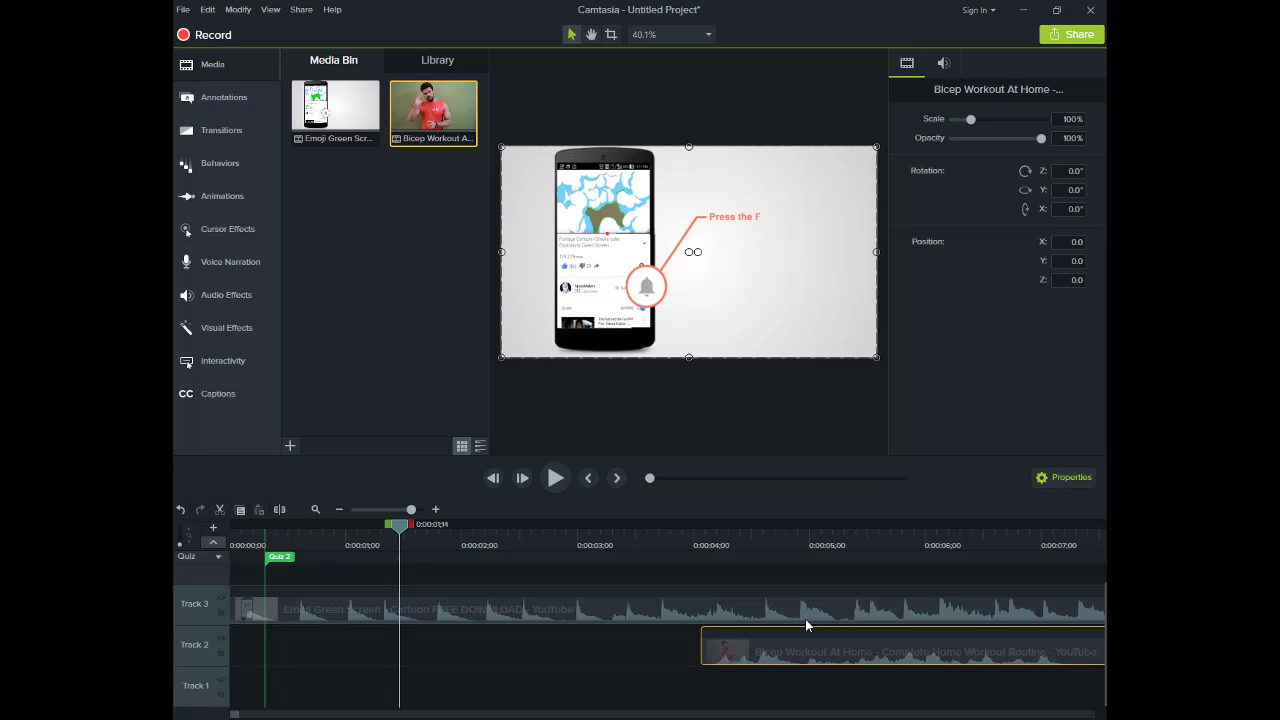 File Edit Modify View Share Help
Camtasia - Untitled Project*
Sign In
Record
40.1%
Share
Media
Annotations
Transitions
Behaviors
Animations
Cursor Effects
Voice Narration
Audio Effects
Visual Effects
Interactivity
CC Captions
Media Bin
Library
Emoji Green Scr...
Bicep Workout A...
Press the F
Bicep Workout At Home -...
Scale 100%
Opacity 100%
Rotation: Z: 0.0°
Y: 0.0°
X: 0.0°
Position: X: 0.0
Y: 0.0
Z: 0.0
Properties
0:00:01;14
0:00:00;00 0:00:01;00 0:00:02;00 0:00:03;00 0:00:04;00 0:00:05;00 0:00:06;00 0:00:07;00
Quiz
Quiz 2
Track 3
Emoji Green Screen - Cartoon FREE DOWNLOAD - YouTube
Track 2
Bicep Workout At Home - Complete Home Workout Routine - YouTube
Track 1